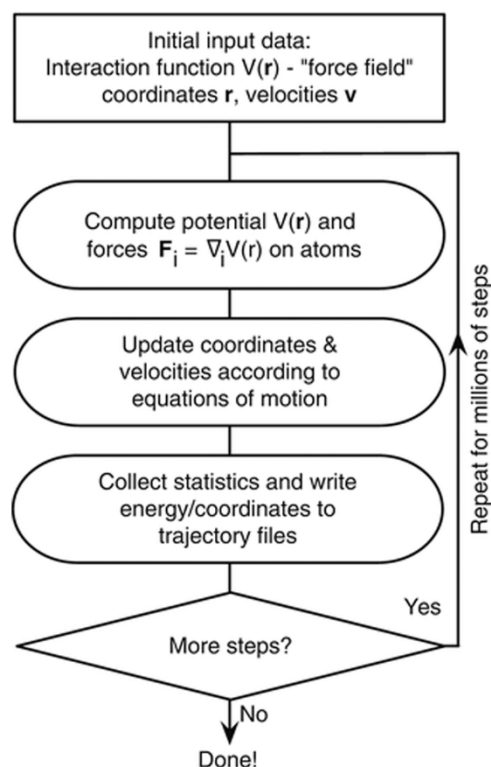 Initial input data:
Interaction function V(r) - "force field"
coordinates r, velocities v
Compute potential V(r) and
forces F_i = ∇_i V(r) on atoms
Update coordinates &
velocities according to
equations of motion
Collect statistics and write
energy/coordinates to
trajectory files
More steps?
Yes
No
Done!
Repeat for millions of steps